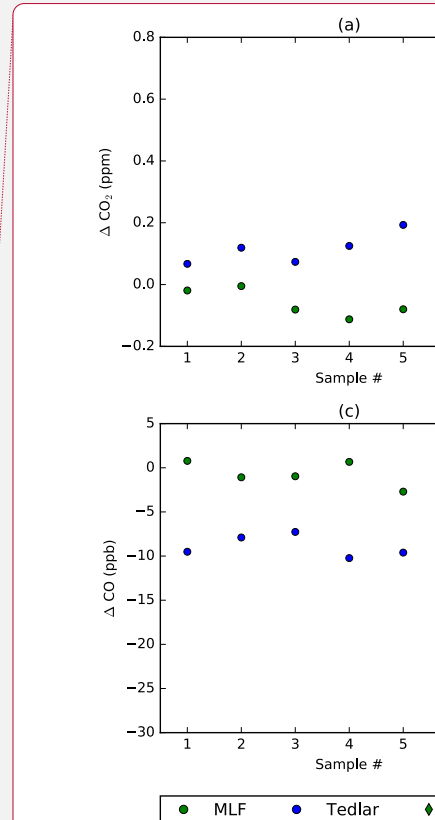 (a)
0.8
0.6
0.4
0.2
0.0
−0.2
Δ CO₂ (ppm)
1 2 3 4 5
Sample #
(c)
5
0
−5
−10
−15
−20
−25
−30
Δ CO (ppb)
1 2 3 4 5
Sample #
MLF Tedlar